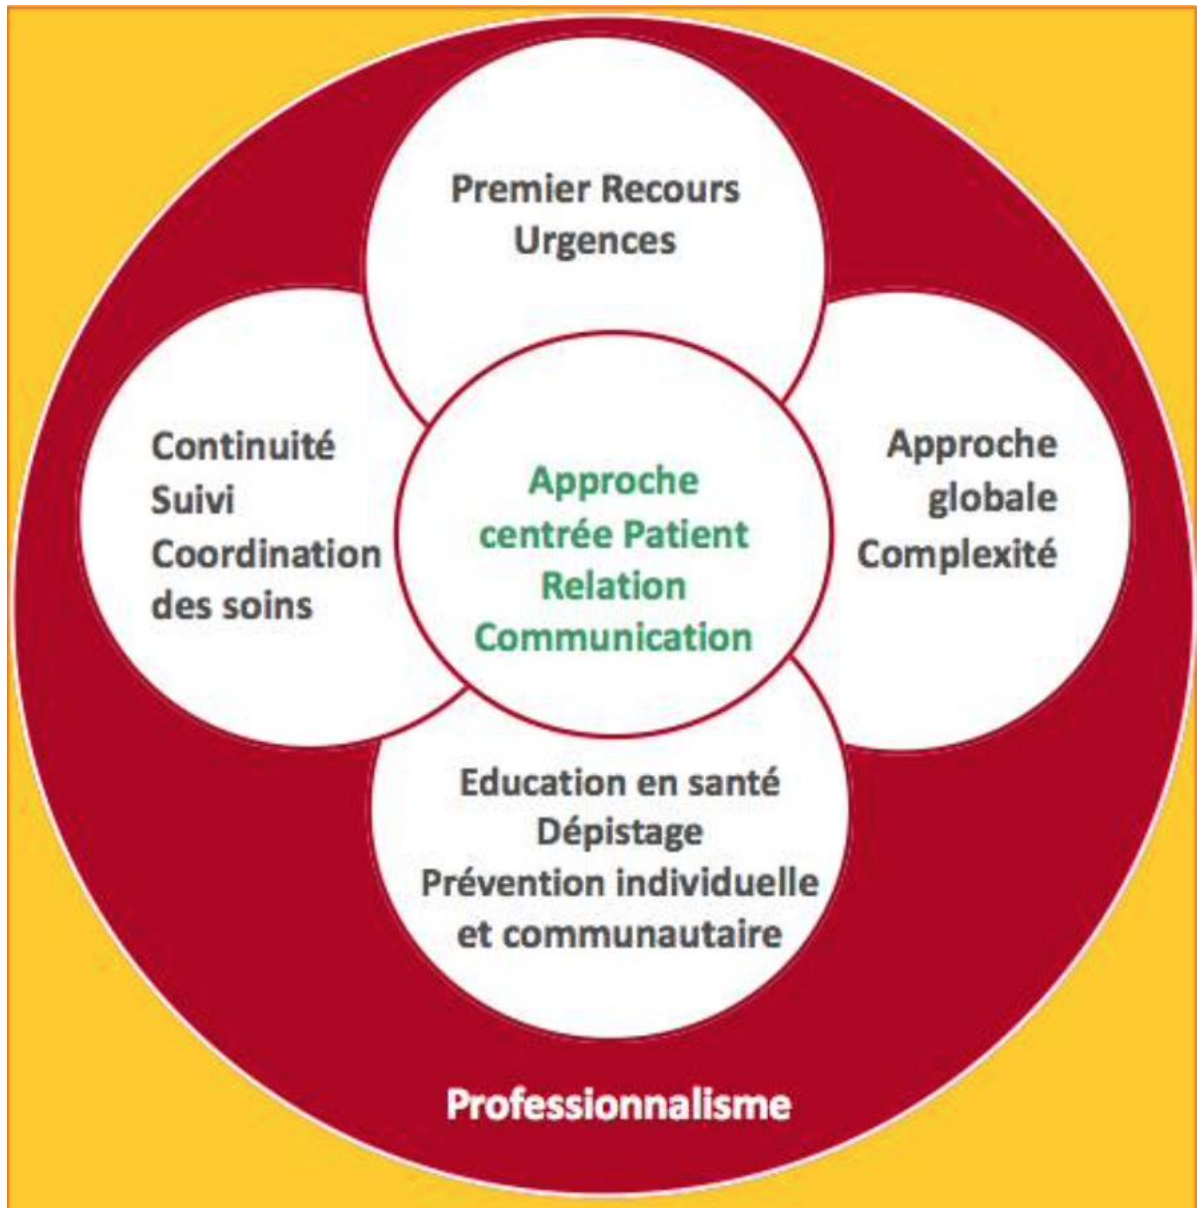 Premier Recours
Urgences
Continuité
Suivi
Coordination
des soins
Approche
centrée Patient
Relation
Communication
Approche
globale
Complexité
Education en santé
Dépistage
Prévention individuelle
et communautaire
Professionnalisme